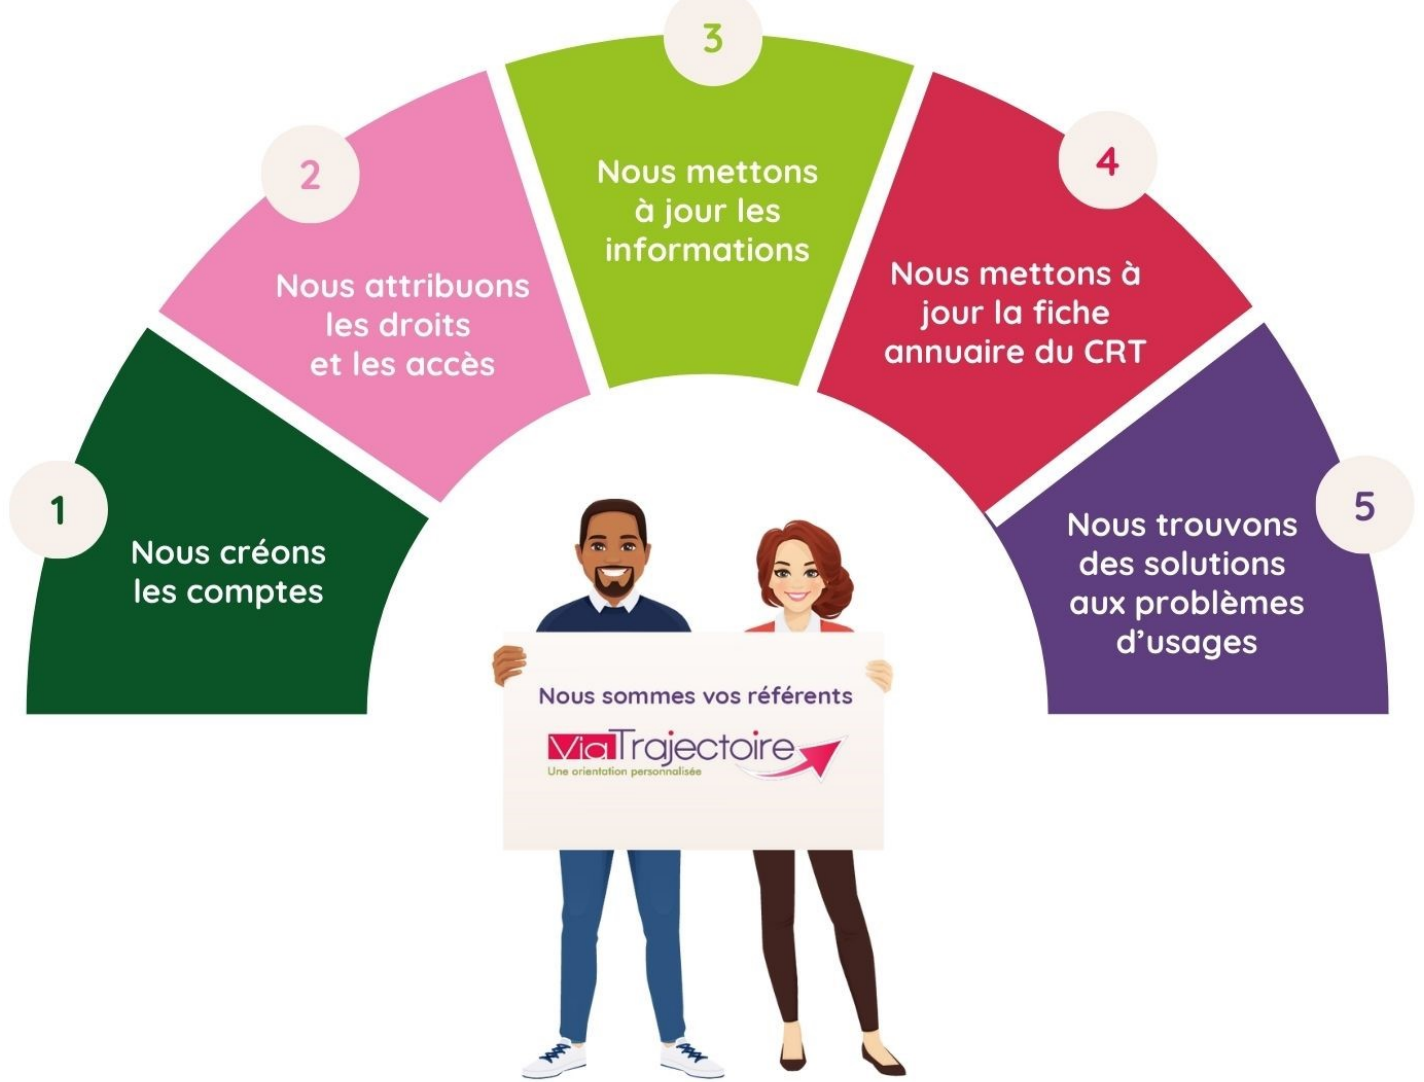 1
Nous créons
les comptes
2
Nous attribuons
les droits
et les accès
3
Nous mettons
à jour les
informations
4
Nous mettons à
jour la fiche
annuaire du CRT
5
Nous trouvons
des solutions
aux problèmes
d’usages
Nous sommes vos référents
ViaTrajectoire
Une orientation personnalisée